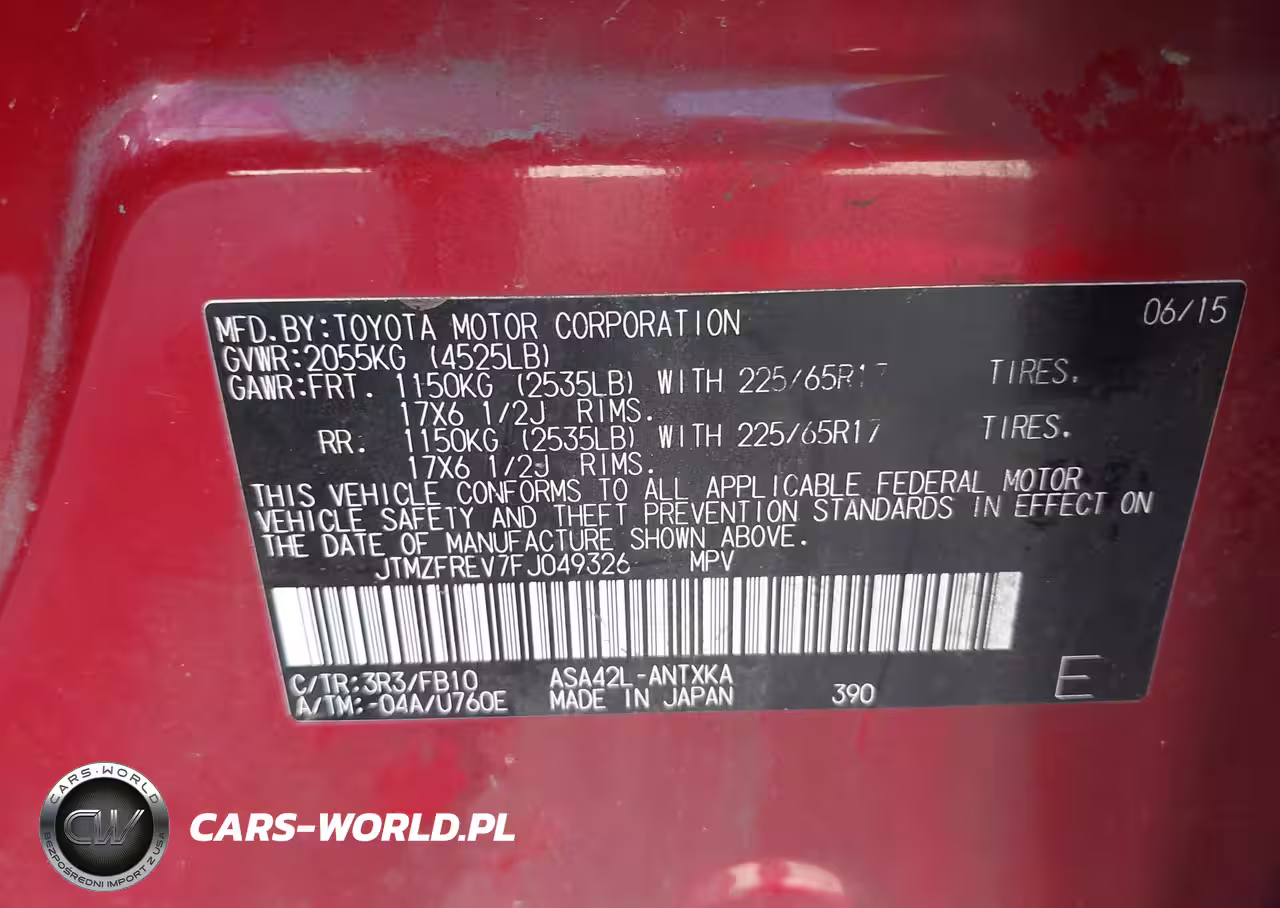 06/15
MFD.BY:TOYOTA MOTOR CORPORATION
GVWR:2055KG (4525LB)
GAWR:FRT. 1150KG (2535LB) WITH 225/65R17 TIRES.
17X6 1/2J RIMS.
RR: 1150KG (2535LB) WITH 225/65R17 TIRES.
17X6 1/2J RIMS.
THIS VEHICLE CONFORMS TO ALL APPLICABLE FEDERAL MOTOR
VEHICLE SAFETY AND THEFT PREVENTION STANDARDS IN EFFECT ON
THE DATE OF MANUFACTURE SHOWN ABOVE.
JTMZFREV7FJ049326 MPV
C/TR:3R3/FB10 ASA42L-ANTXKA
A/TM:-04A/U760E MADE IN JAPAN 390 E
CARS-WORLD
CW
BEZPOŚREDNI IMPORT Z USA
CARS-WORLD.PL